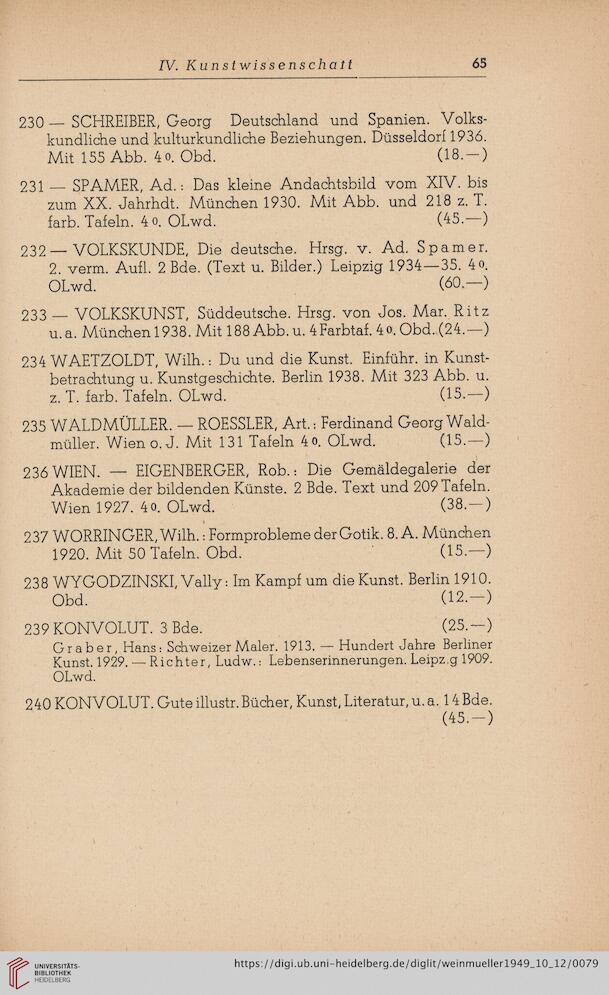 IV. Kunstwissenschaft
65
230 — SCHREIBER, Georg Deutschland und Spanien. Volks-
kundliche und kulturkundliche Beziehungen. Düsseldorf 1936.
Mit 155 Abb. 4o. Obd. (18.—)
231 — SPAMER, Ad.: Das kleine Andachtsbild vom XIV. bis
zum XX. Jahrhdt. München 1930. Mit Abb. und 218 z. T.
farb. Tafeln. 4o. OLwd. (45.—)
232 — VOLKSKUNDE, Die deutsche. Hrsg. v. Ad. Spamer.
2. verm. Aufl. 2 Bde. (Text u. Bilder.) Leipzig 1934—35. 4o.
OLwd. (60.—)
233 — VOLKSKUNST, Süddeutsche. Hrsg. von Jos. Mar. Ritz
u. a. München 1938. Mit 188 Abb. u. 4 Farbtaf. 4o. Obd..(24.—)
234 WAETZOLDT, Wilh.: Du und die Kunst. Einführ. in Kunst-
betrachtung u. Kunstgeschichte. Berlin 1938. Mit 323 Abb. u.
z. T. farb. Tafeln. OLwd. (15.—)
235 WALDMÜLLER. — ROESSLER, Art.: Ferdinand Georg Wald-
müller. Wien o. J. Mit 131 Tafeln 4o. OLwd. (15.—)
236 WIEN. — EIGENBERGER, Rob.: Die Gemäldegalerie der
Akademie der bildenden Künste. 2 Bde. Text und 209 Tafeln.
Wien 1927. 4o. OLwd. (38.—)
237 WORRINGER, Wilh.: Formprobleme der Gotik. 8. A. München
1920. Mit 50 Tafeln. Obd. (15.—)
238 WYGODZINSKI, Vally: Im Kampf um die Kunst. Berlin 1910.
Obd. (12.—)
239 KONVOLUT. 3 Bde. (25.—)
Graber, Hans: Schweizer Maler. 1913. — Hundert Jahre Berliner
Kunst. 1929. — Richter, Ludw.: Lebenserinnerungen. Leipz.g 1909.
OLwd.
240 KONVOLUT. Gute illustr. Bücher, Kunst, Literatur, u. a. 14 Bde.
(45.—)
UNIVERSITÄTS-
BIBLIOTHEK
HEIDELBERG
https://digi.ub.uni-heidelberg.de/diglit/weinmueller1949_10_12/0079